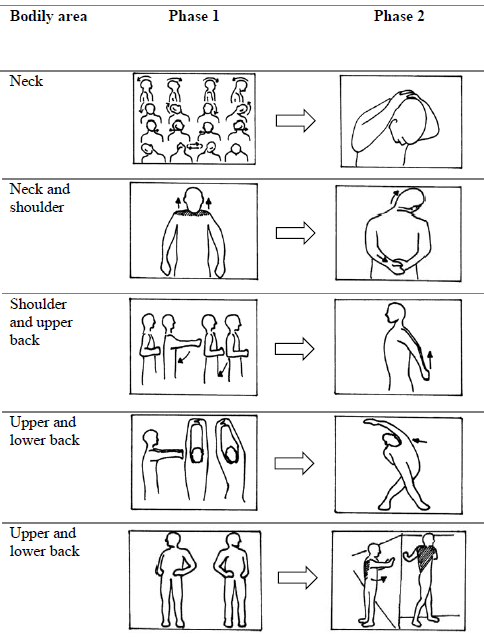 Bodily area Phase 1 Phase 2
Neck
Neck and
shoulder
Shoulder
and upper
back
Upper and
lower back
Upper and
lower back